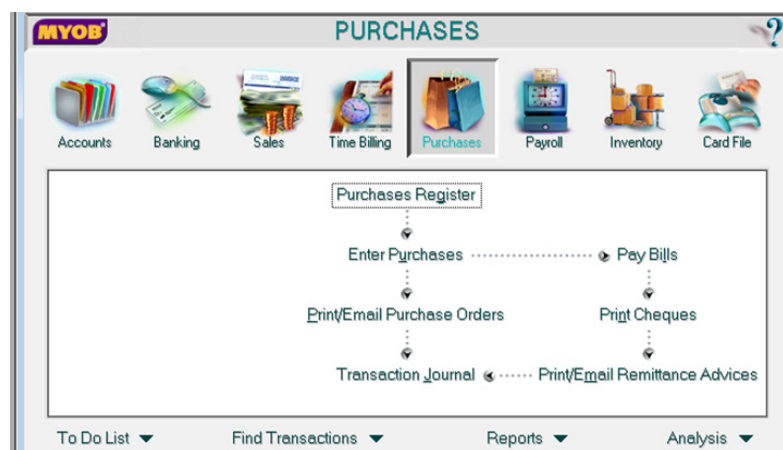 MYOB PURCHASES ?
Accounts Banking Sales Time Billing Purchases Payroll Inventory Card File
Purchases Register
Enter Purchases Pay Bills
Print/Email Purchase Orders Print Cheques
Transaction Journal Print/Email Remittance Advices
To Do List Find Transactions Reports Analysis